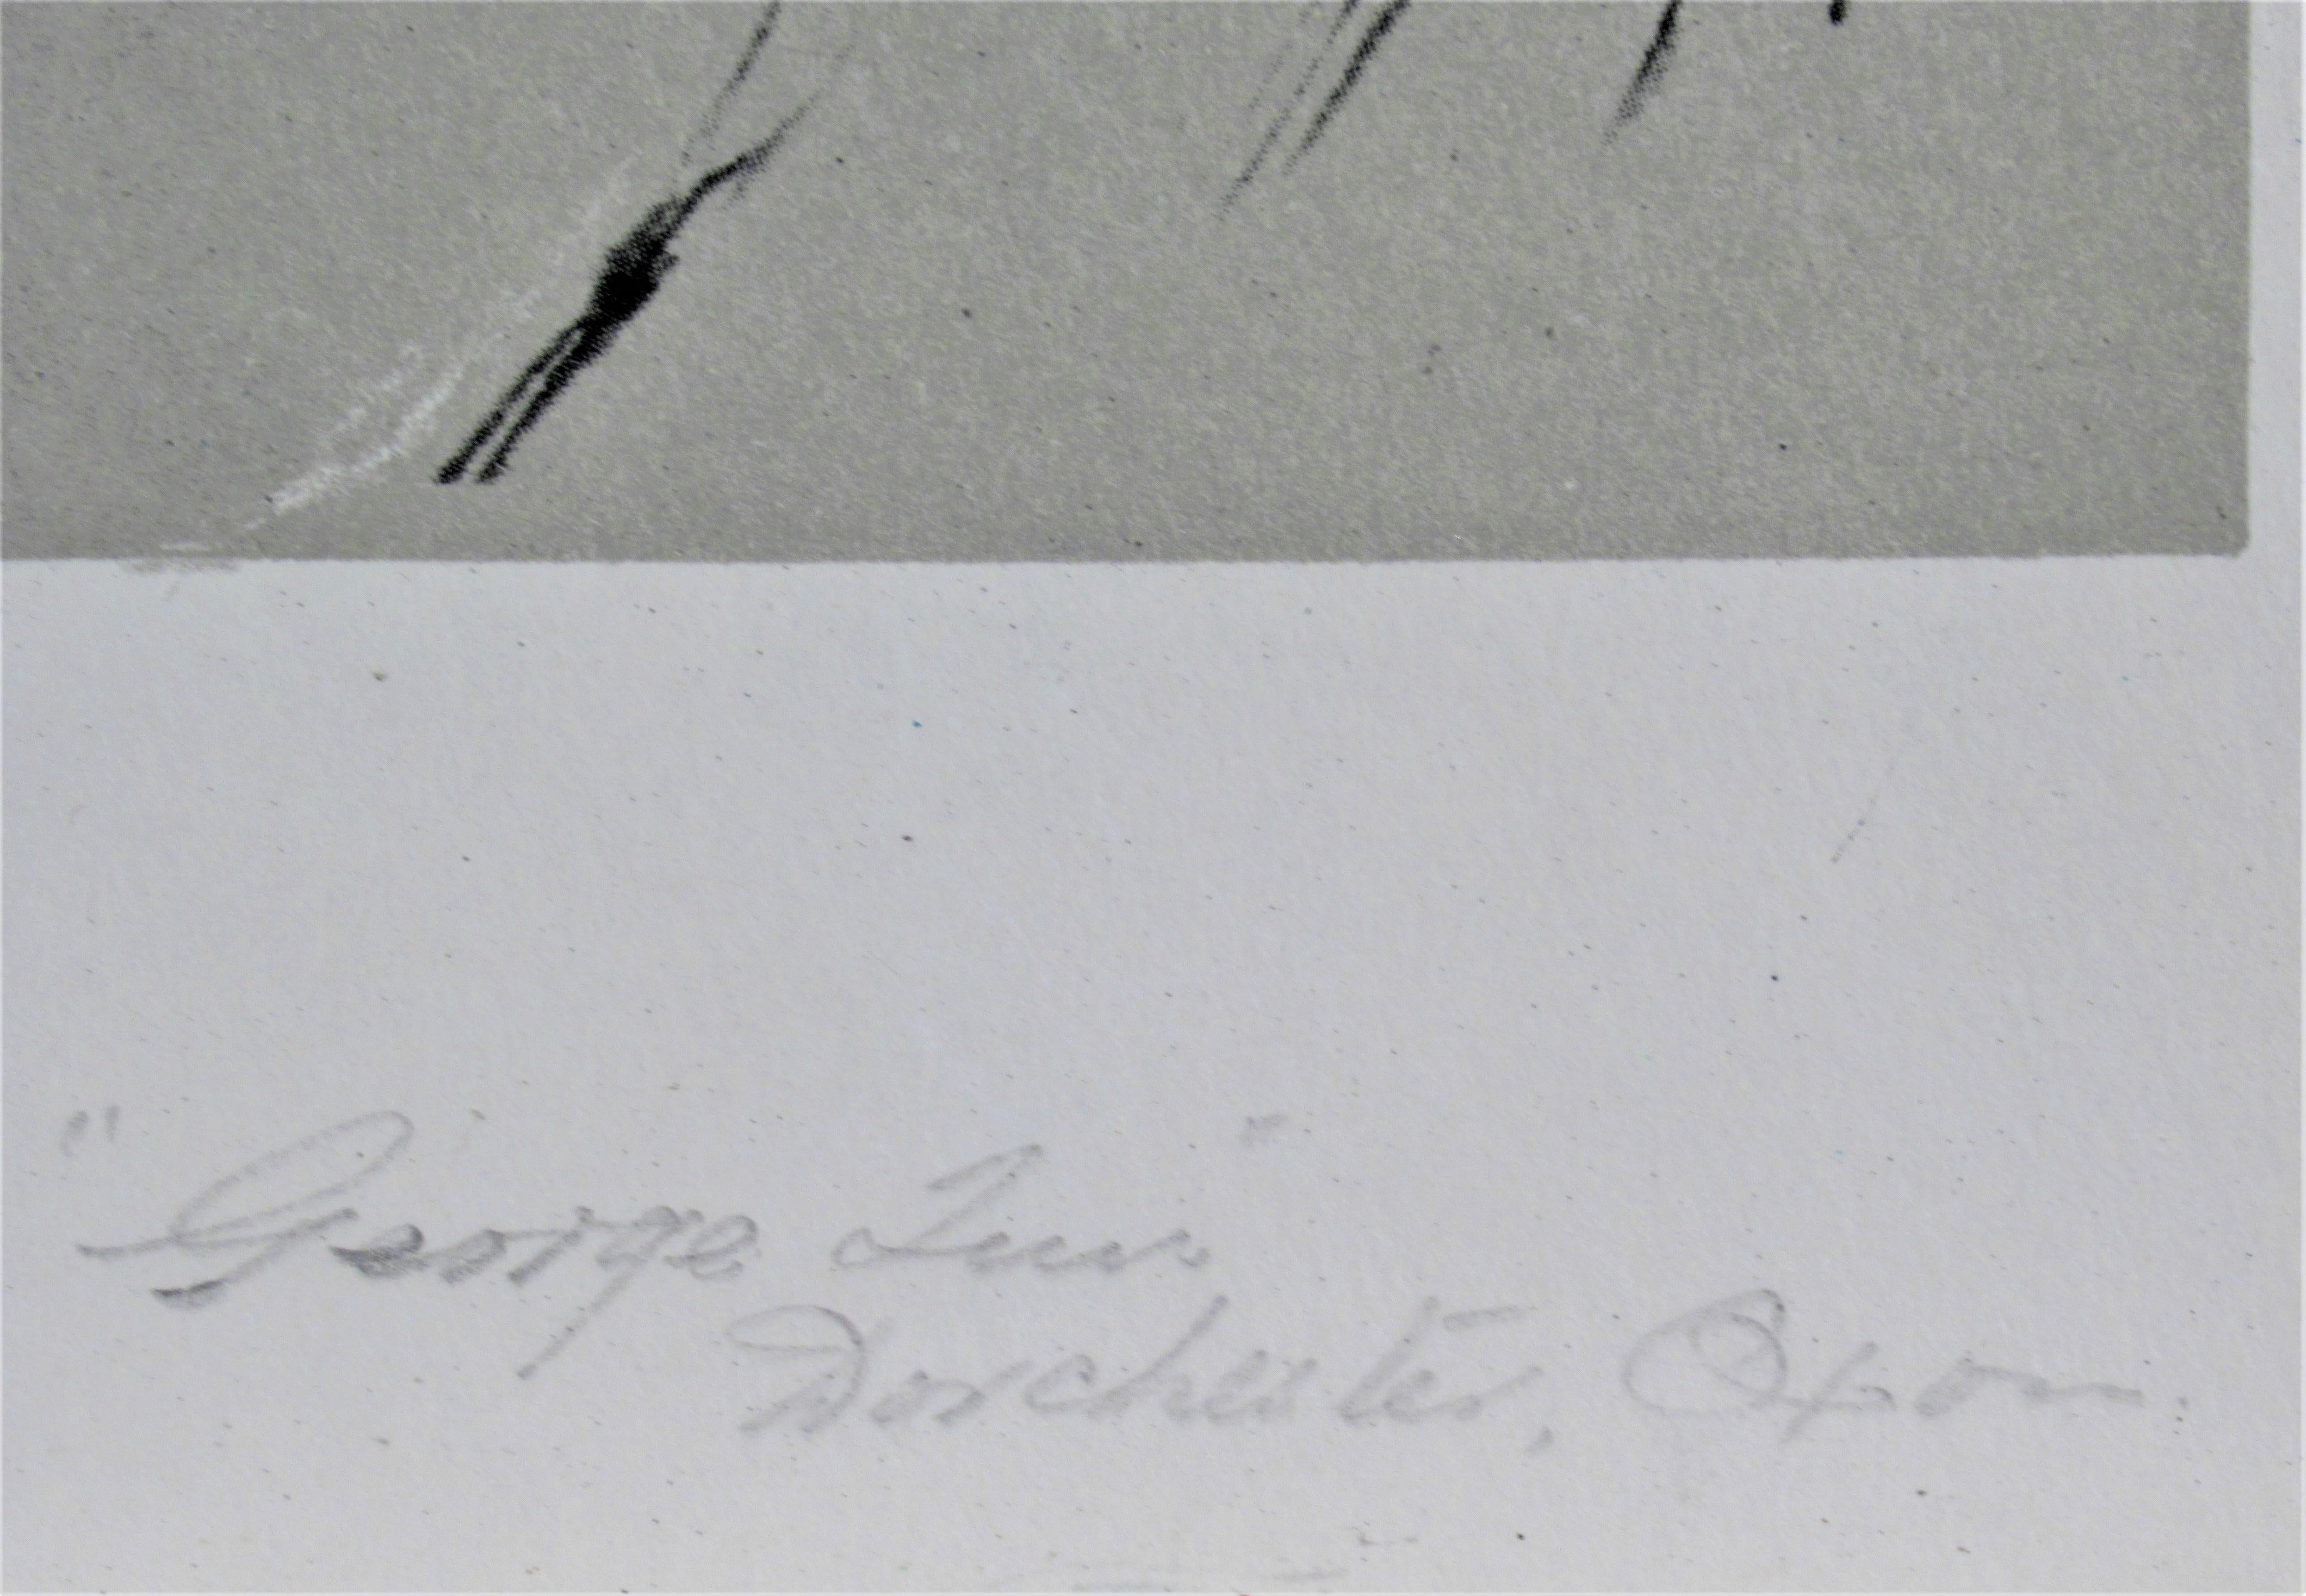 "George Inn"
Dorchester, Oxon.